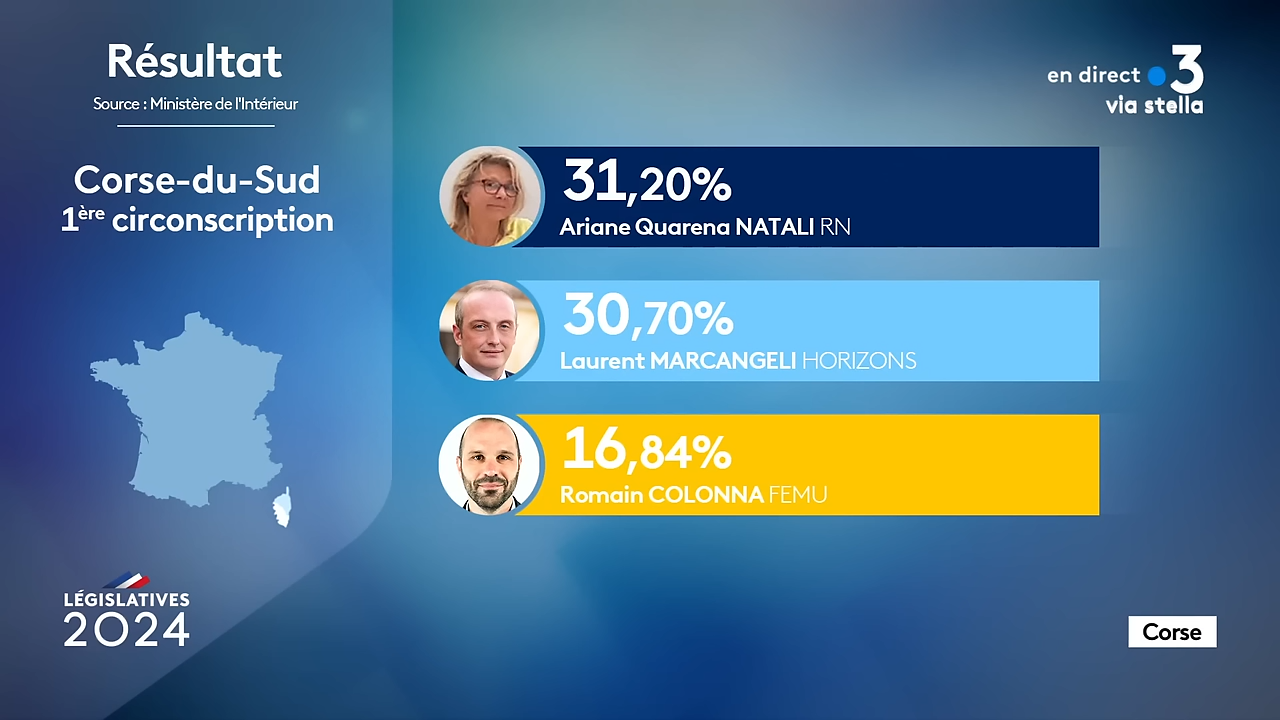 Résultat
Source : Ministère de l'Intérieur
Corse-du-Sud
1ère circonscription
en direct 3
via stella
31,20%
Ariane Quarena NATALI RN
30,70%
Laurent MARCANGELI HORIZONS
16,84%
Romain COLONNA FEMU
LÉGISLATIVES
2024
Corse